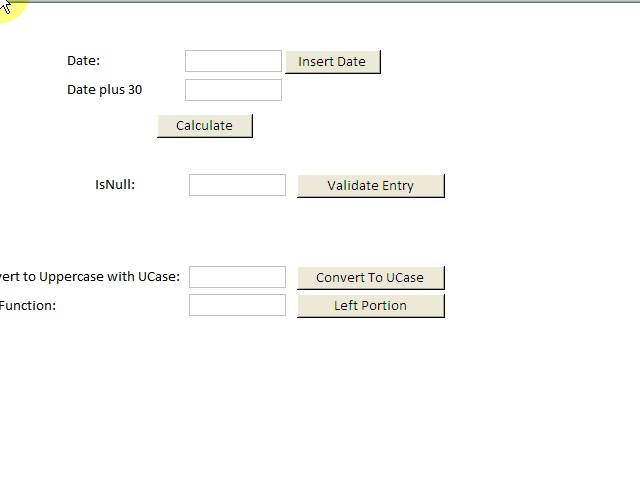 Date: Insert Date
Date plus 30
Calculate
IsNull: Validate Entry
vert to Uppercase with UCase: Convert To UCase
Function: Left Portion